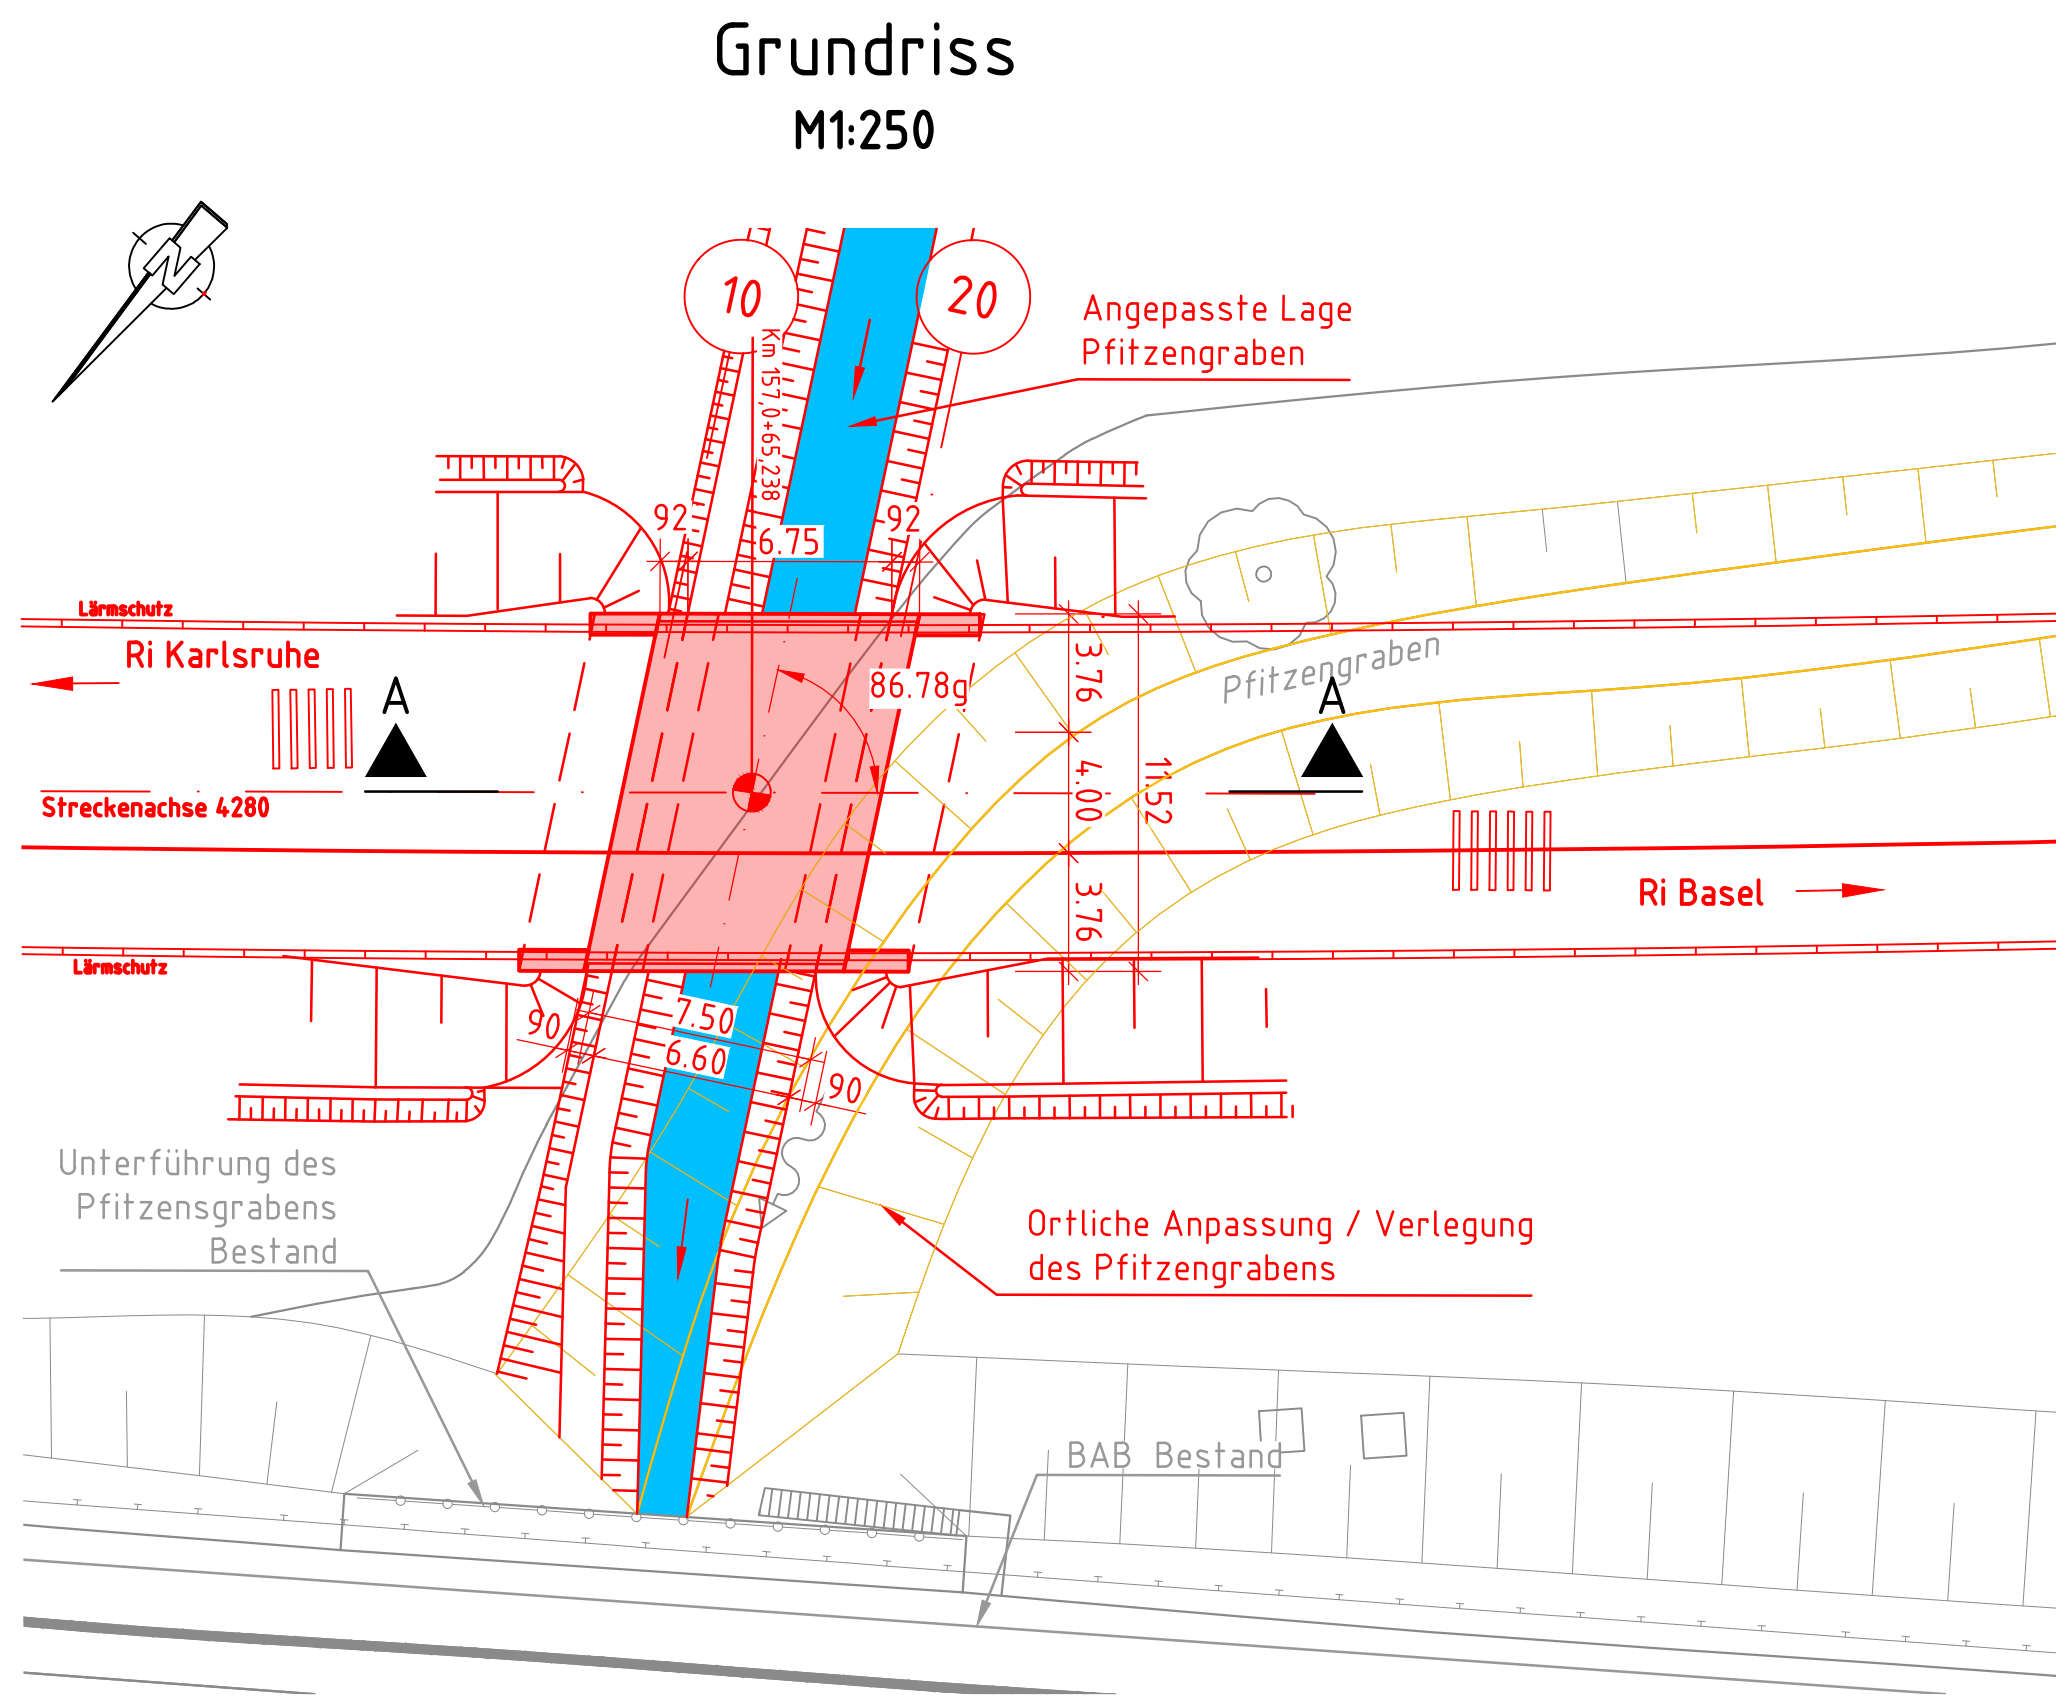 Grundriss
M1:250
N
10
20
Km 157,0+65,238
Angepasste Lage
Pfitzengraben
92
6.75
92
Lärmschutz
Ri Karlsruhe
A
86.78g
3.76
Pfitzengraben
A
4.00
11.52
Streckenachse 4280
3.76
Ri Basel
Lärmschutz
7.50
90
6.60
90
Unterführung des
Pfitzensgrabens
Bestand
Ortliche Anpassung / Verlegung
des Pfitzengrabens
BAB Bestand